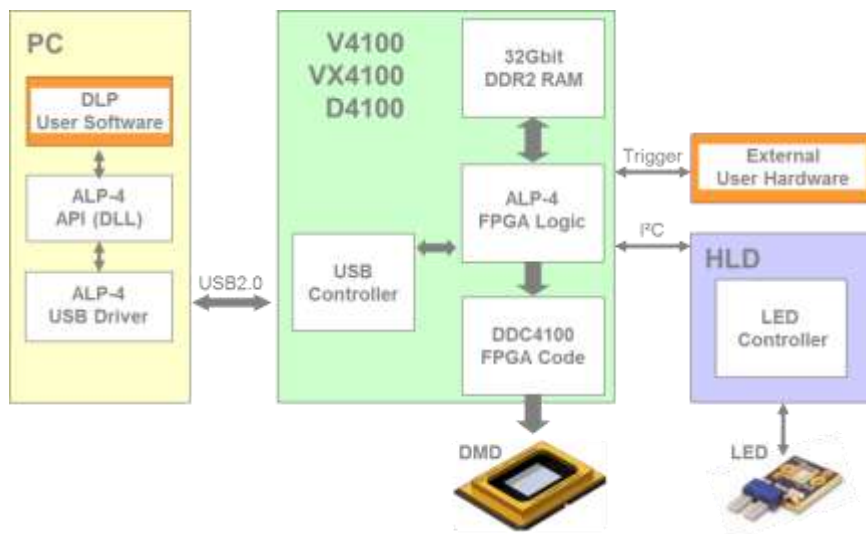 PC
DLP
User Software
ALP-4
API (DLL)
ALP-4
USB Driver
USB2.0
V4100
VX4100
D4100
32Gbit
DDR2 RAM
ALP-4
FPGA Logic
USB
Controller
DDC4100
FPGA Code
DMD
Trigger
External
User Hardware
I²C
HLD
LED
Controller
LED